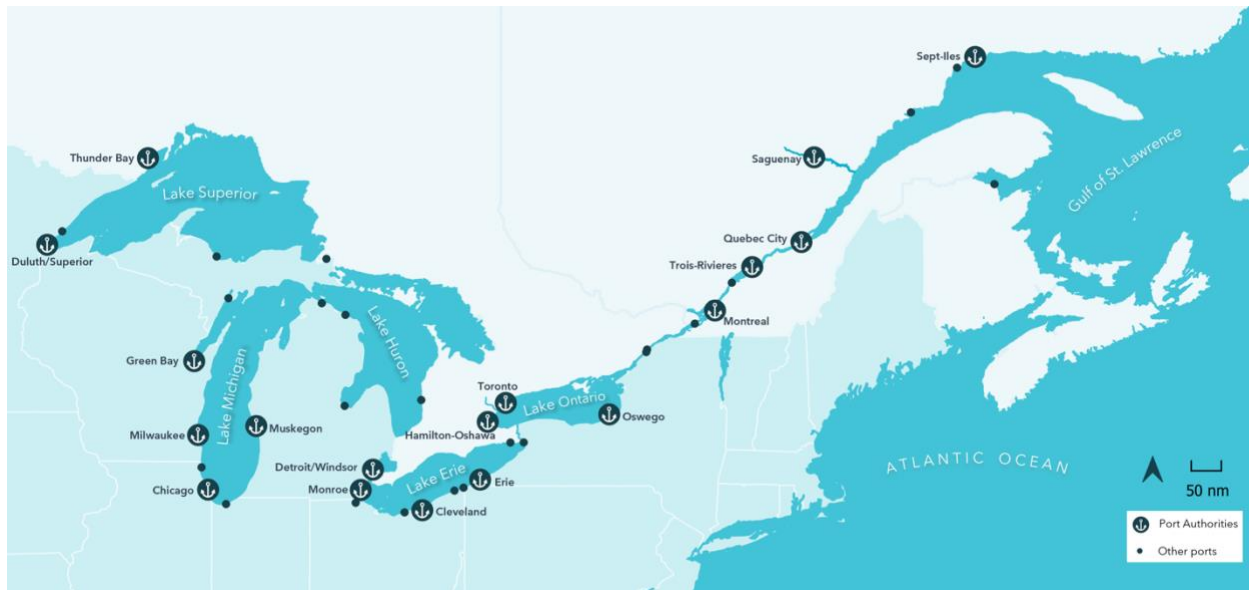 Sept-Iles
Thunder Bay
Saguenay
Gulf of St. Lawrence
Lake Superior
Quebec City
Duluth/Superior
Trois-Rivieres
Montreal
Green Bay
Lake Michigan
Lake Huron
Toronto
Lake Ontario
Oswego
Milwaukee
Muskegon
Hamilton-Oshawa
Detroit/Windsor
ATLANTIC OCEAN
Lake Erie
Erie
Chicago
Monroe
Cleveland
50 nm
Port Authorities
Other ports